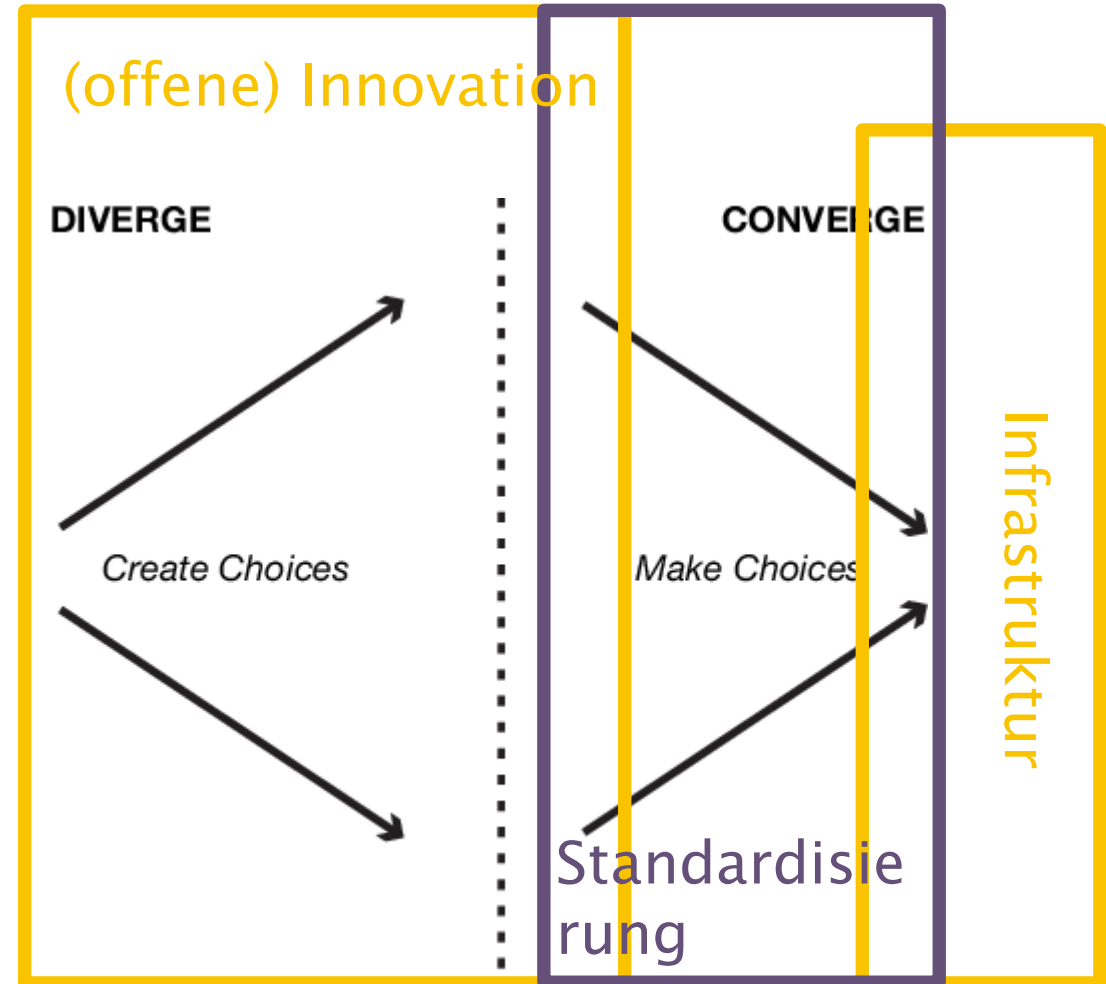 (offene) Innovation
DIVERGE
CONVERGE
Create Choices
Make Choices
Infrastruktur
Standardisie
rung